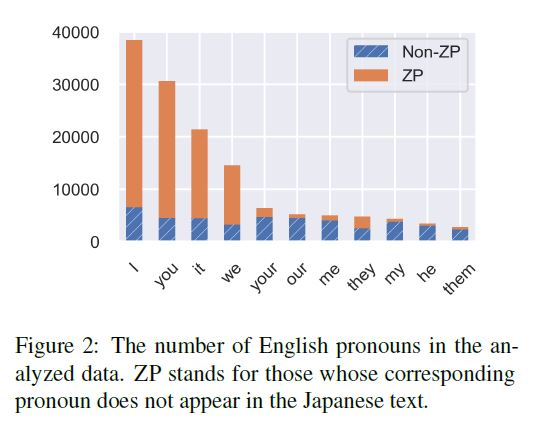 40000
30000
20000
10000
0
Non-ZP
ZP
I
you
it
we
your
our
me
they
my
he
them
Figure 2: The number of English pronouns in the an-
alyzed data. ZP stands for those whose corresponding
pronoun does not appear in the Japanese text.